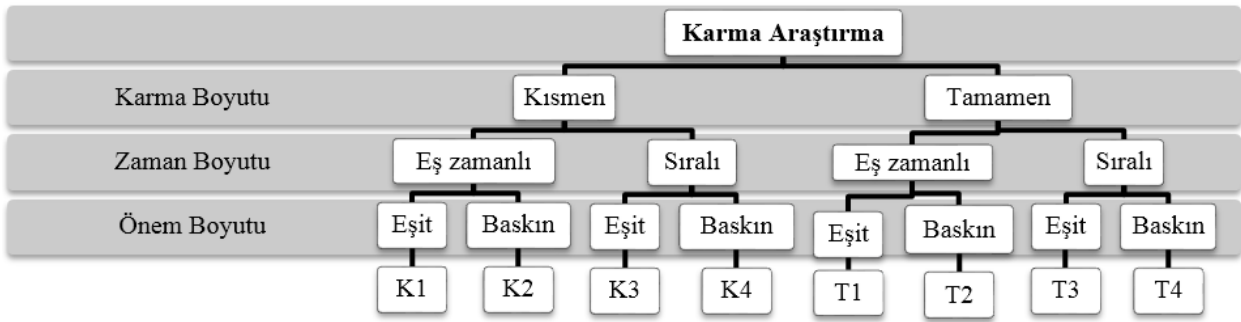 Karma Araştırma
Karma Boyutu Kısmen Tamamen
Zaman Boyutu Eş zamanlı Sıralı Eş zamanlı Sıralı
Önem Boyutu Eşit Baskın Eşit Baskın Eşit Baskın Eşit Baskın
K1 K2 K3 K4 T1 T2 T3 T4